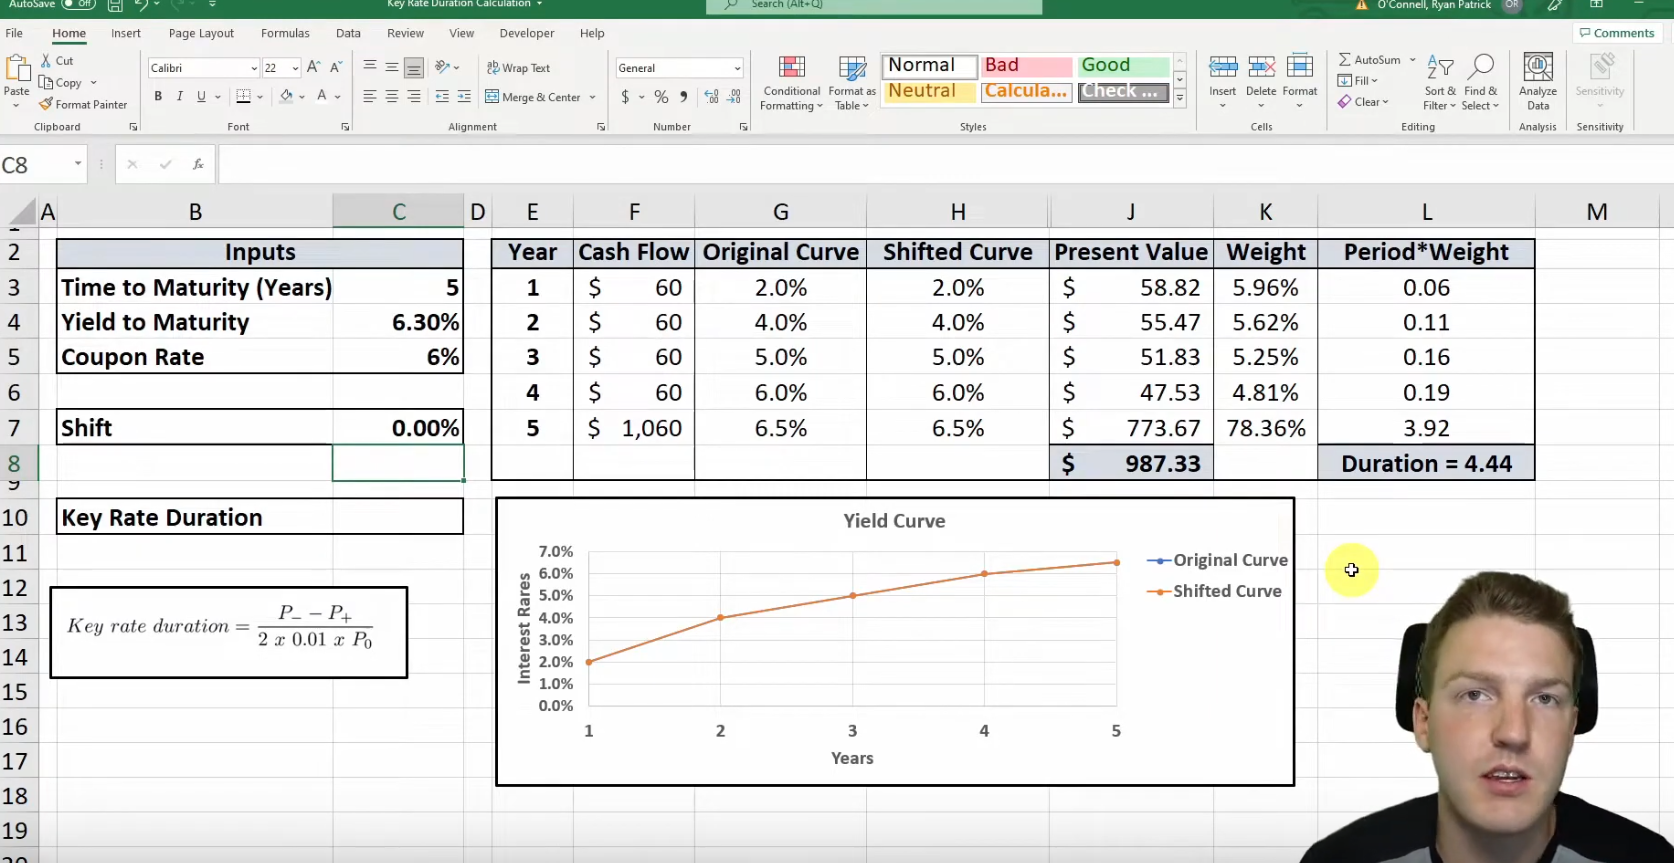 AutoSave Off Key Rate Duration Calculation Search (Alt+Q) O'Connell, Ryan Patrick OR
File Home Insert Page Layout Formulas Data Review View Developer Help Comments
Paste Cut Copy Format Painter
Calibri 22 A A
B I U A
Wrap Text
Merge & Center
General
$ % 9
Conditional Formatting Format as Table
Normal Bad Good
Neutral Calcula... Check ...
Insert Delete Format
AutoSum Fill Clear
Sort & Filter Find & Select
Analyze Data
Sensitivity
Clipboard Font Alignment Number Styles Cells Editing Analysis Sensitivity
C8 fx
A B C D E F G H J K L M
2 Inputs Year Cash Flow Original Curve Shifted Curve Present Value Weight Period*Weight
3 Time to Maturity (Years) 5 1 $ 60 2.0% 2.0% $ 58.82 5.96% 0.06
4 Yield to Maturity 6.30% 2 $ 60 4.0% 4.0% $ 55.47 5.62% 0.11
5 Coupon Rate 6% 3 $ 60 5.0% 5.0% $ 51.83 5.25% 0.16
6 4 $ 60 6.0% 6.0% $ 47.53 4.81% 0.19
7 Shift 0.00% 5 $ 1,060 6.5% 6.5% $ 773.67 78.36% 3.92
8 $ 987.33 Duration = 4.44
9
10 Key Rate Duration
11
12
13
14
15
16
17
18
19
Key rate duration = P₋ − P₊ / 2 x 0.01 x P₀
Yield Curve
7.0%
6.0%
5.0%
4.0%
3.0%
2.0%
1.0%
0.0%
Interest Rares
1 2 3 4 5
Years
Original Curve
Shifted Curve